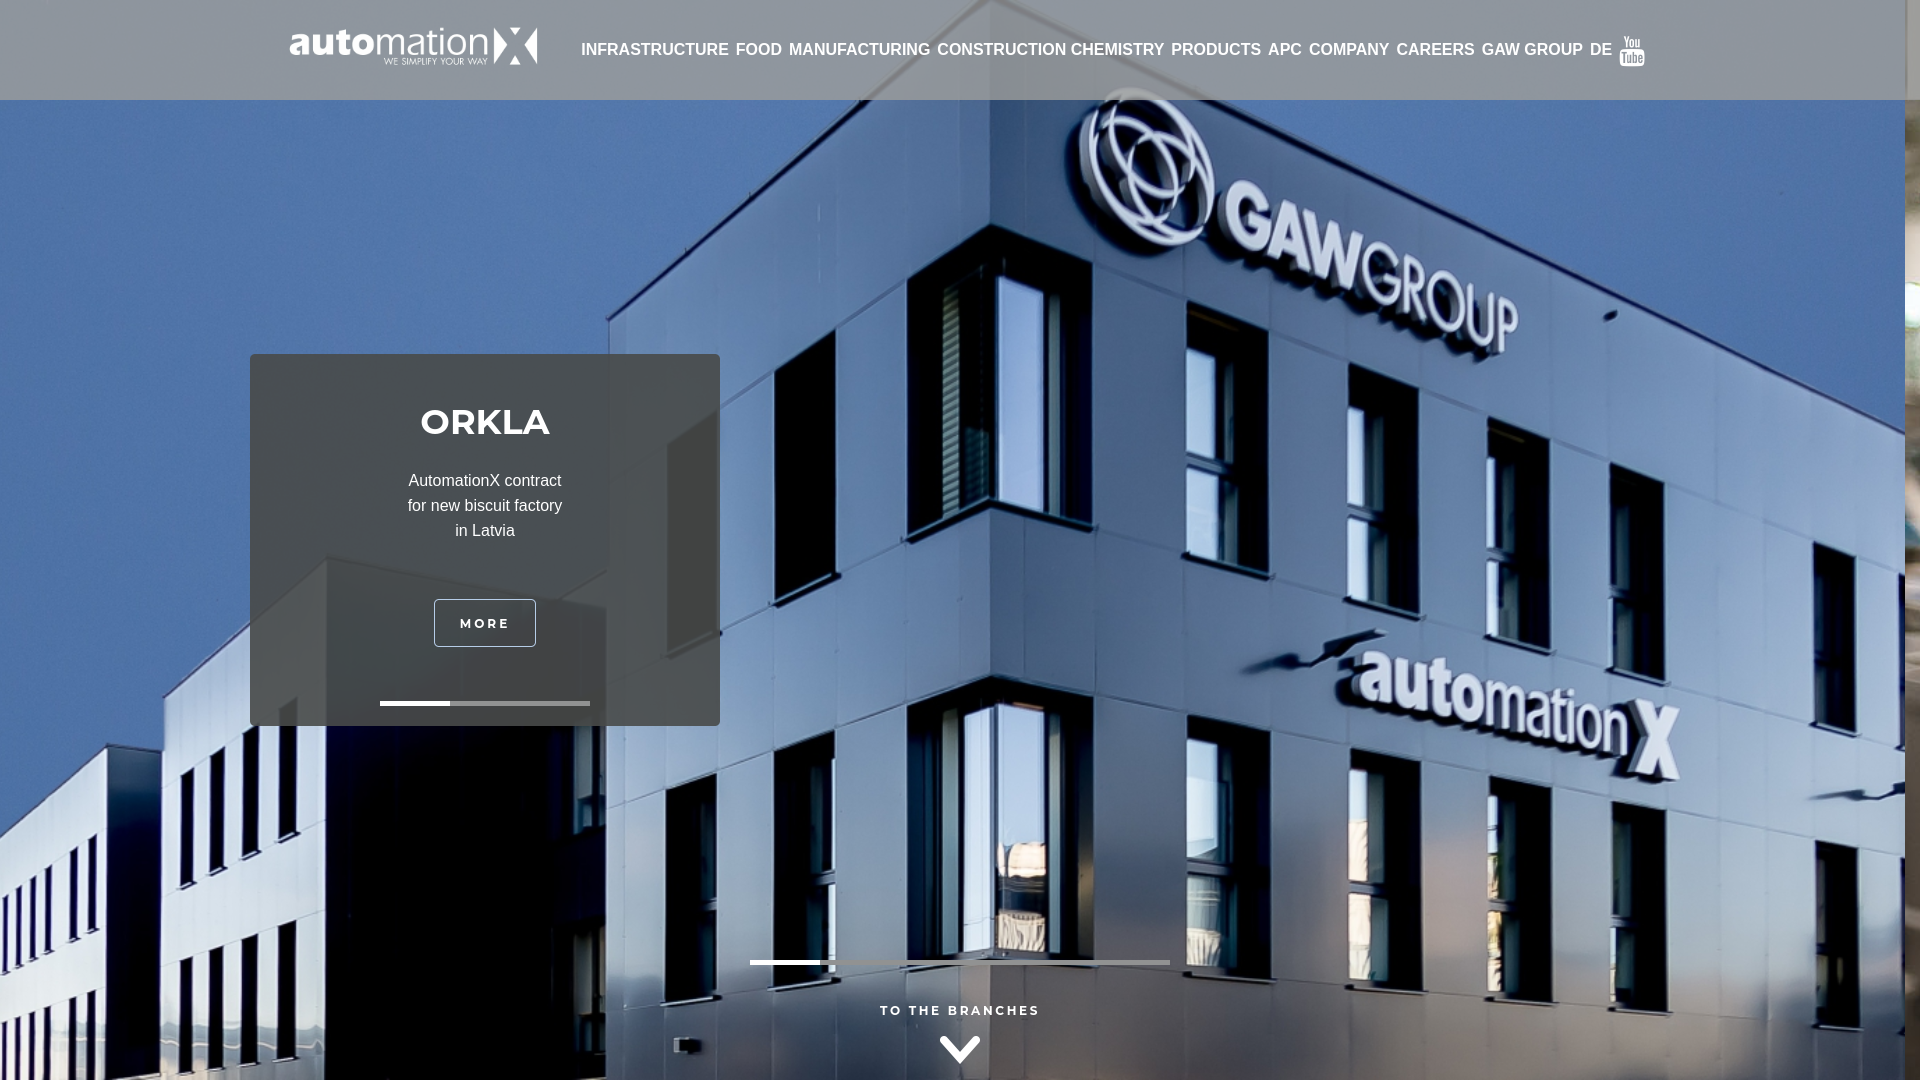 automationX
WE SIMPLIFY YOUR WAY
INFRASTRUCTURE FOOD MANUFACTURING CONSTRUCTION CHEMISTRY PRODUCTS APC COMPANY CAREERS GAW GROUP DE
You
Tube
GAWGROUP
ORKLA
AutomationX contract
for new biscuit factory
in Latvia
MORE
automationX
TO THE BRANCHES